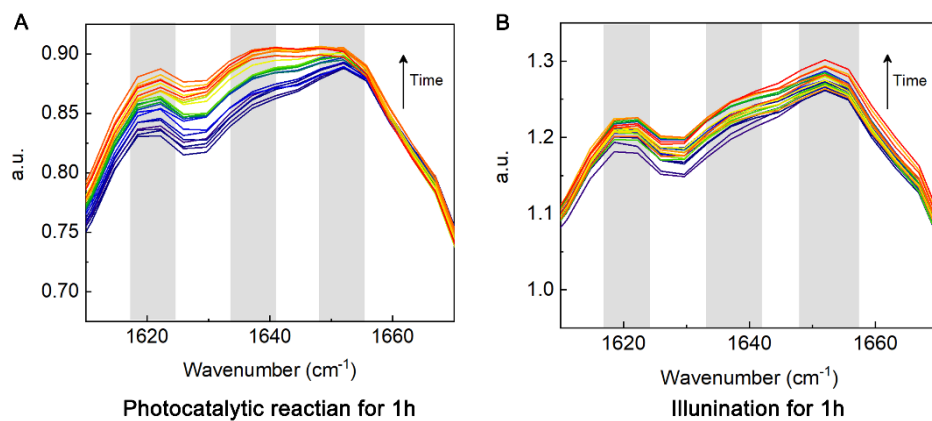 A
0.90
0.85
0.80
0.75
0.70
a.u.
Time
1620
1640
1660
Wavenumber (cm⁻¹)
Photocatalytic reactian for 1h
B
1.3
1.2
1.1
1.0
a.u.
Time
1620
1640
1660
Wavenumber (cm⁻¹)
Illunination for 1h